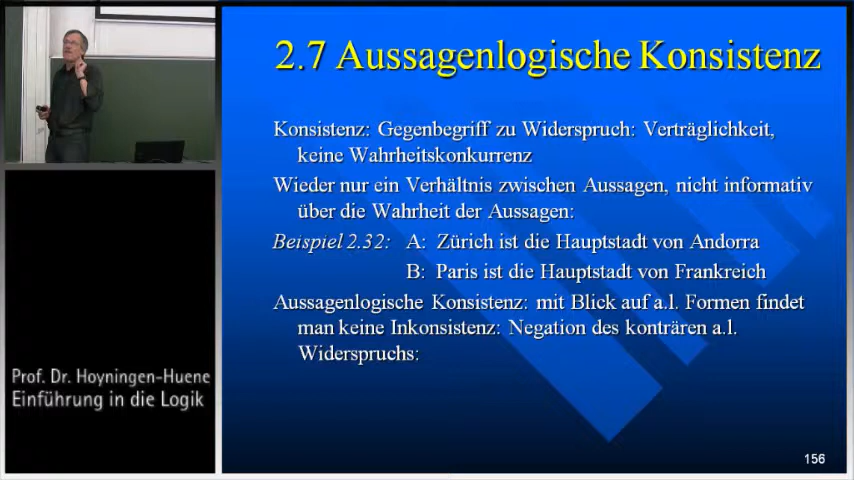 2.7 Aussagenlogische Konsistenz
Konsistenz: Gegenbegriff zu Widerspruch: Verträglichkeit,
keine Wahrheitskonkurrenz
Wieder nur ein Verhältnis zwischen Aussagen, nicht informativ
über die Wahrheit der Aussagen:
Beispiel 2.32: A: Zürich ist die Hauptstadt von Andorra
B: Paris ist die Hauptstadt von Frankreich
Aussagenlogische Konsistenz: mit Blick auf a.l. Formen findet
man keine Inkonsistenz: Negation des konträren a.l.
Widerspruchs:
Prof. Dr. Hoyningen-Huene
Einführung in die Logik
156